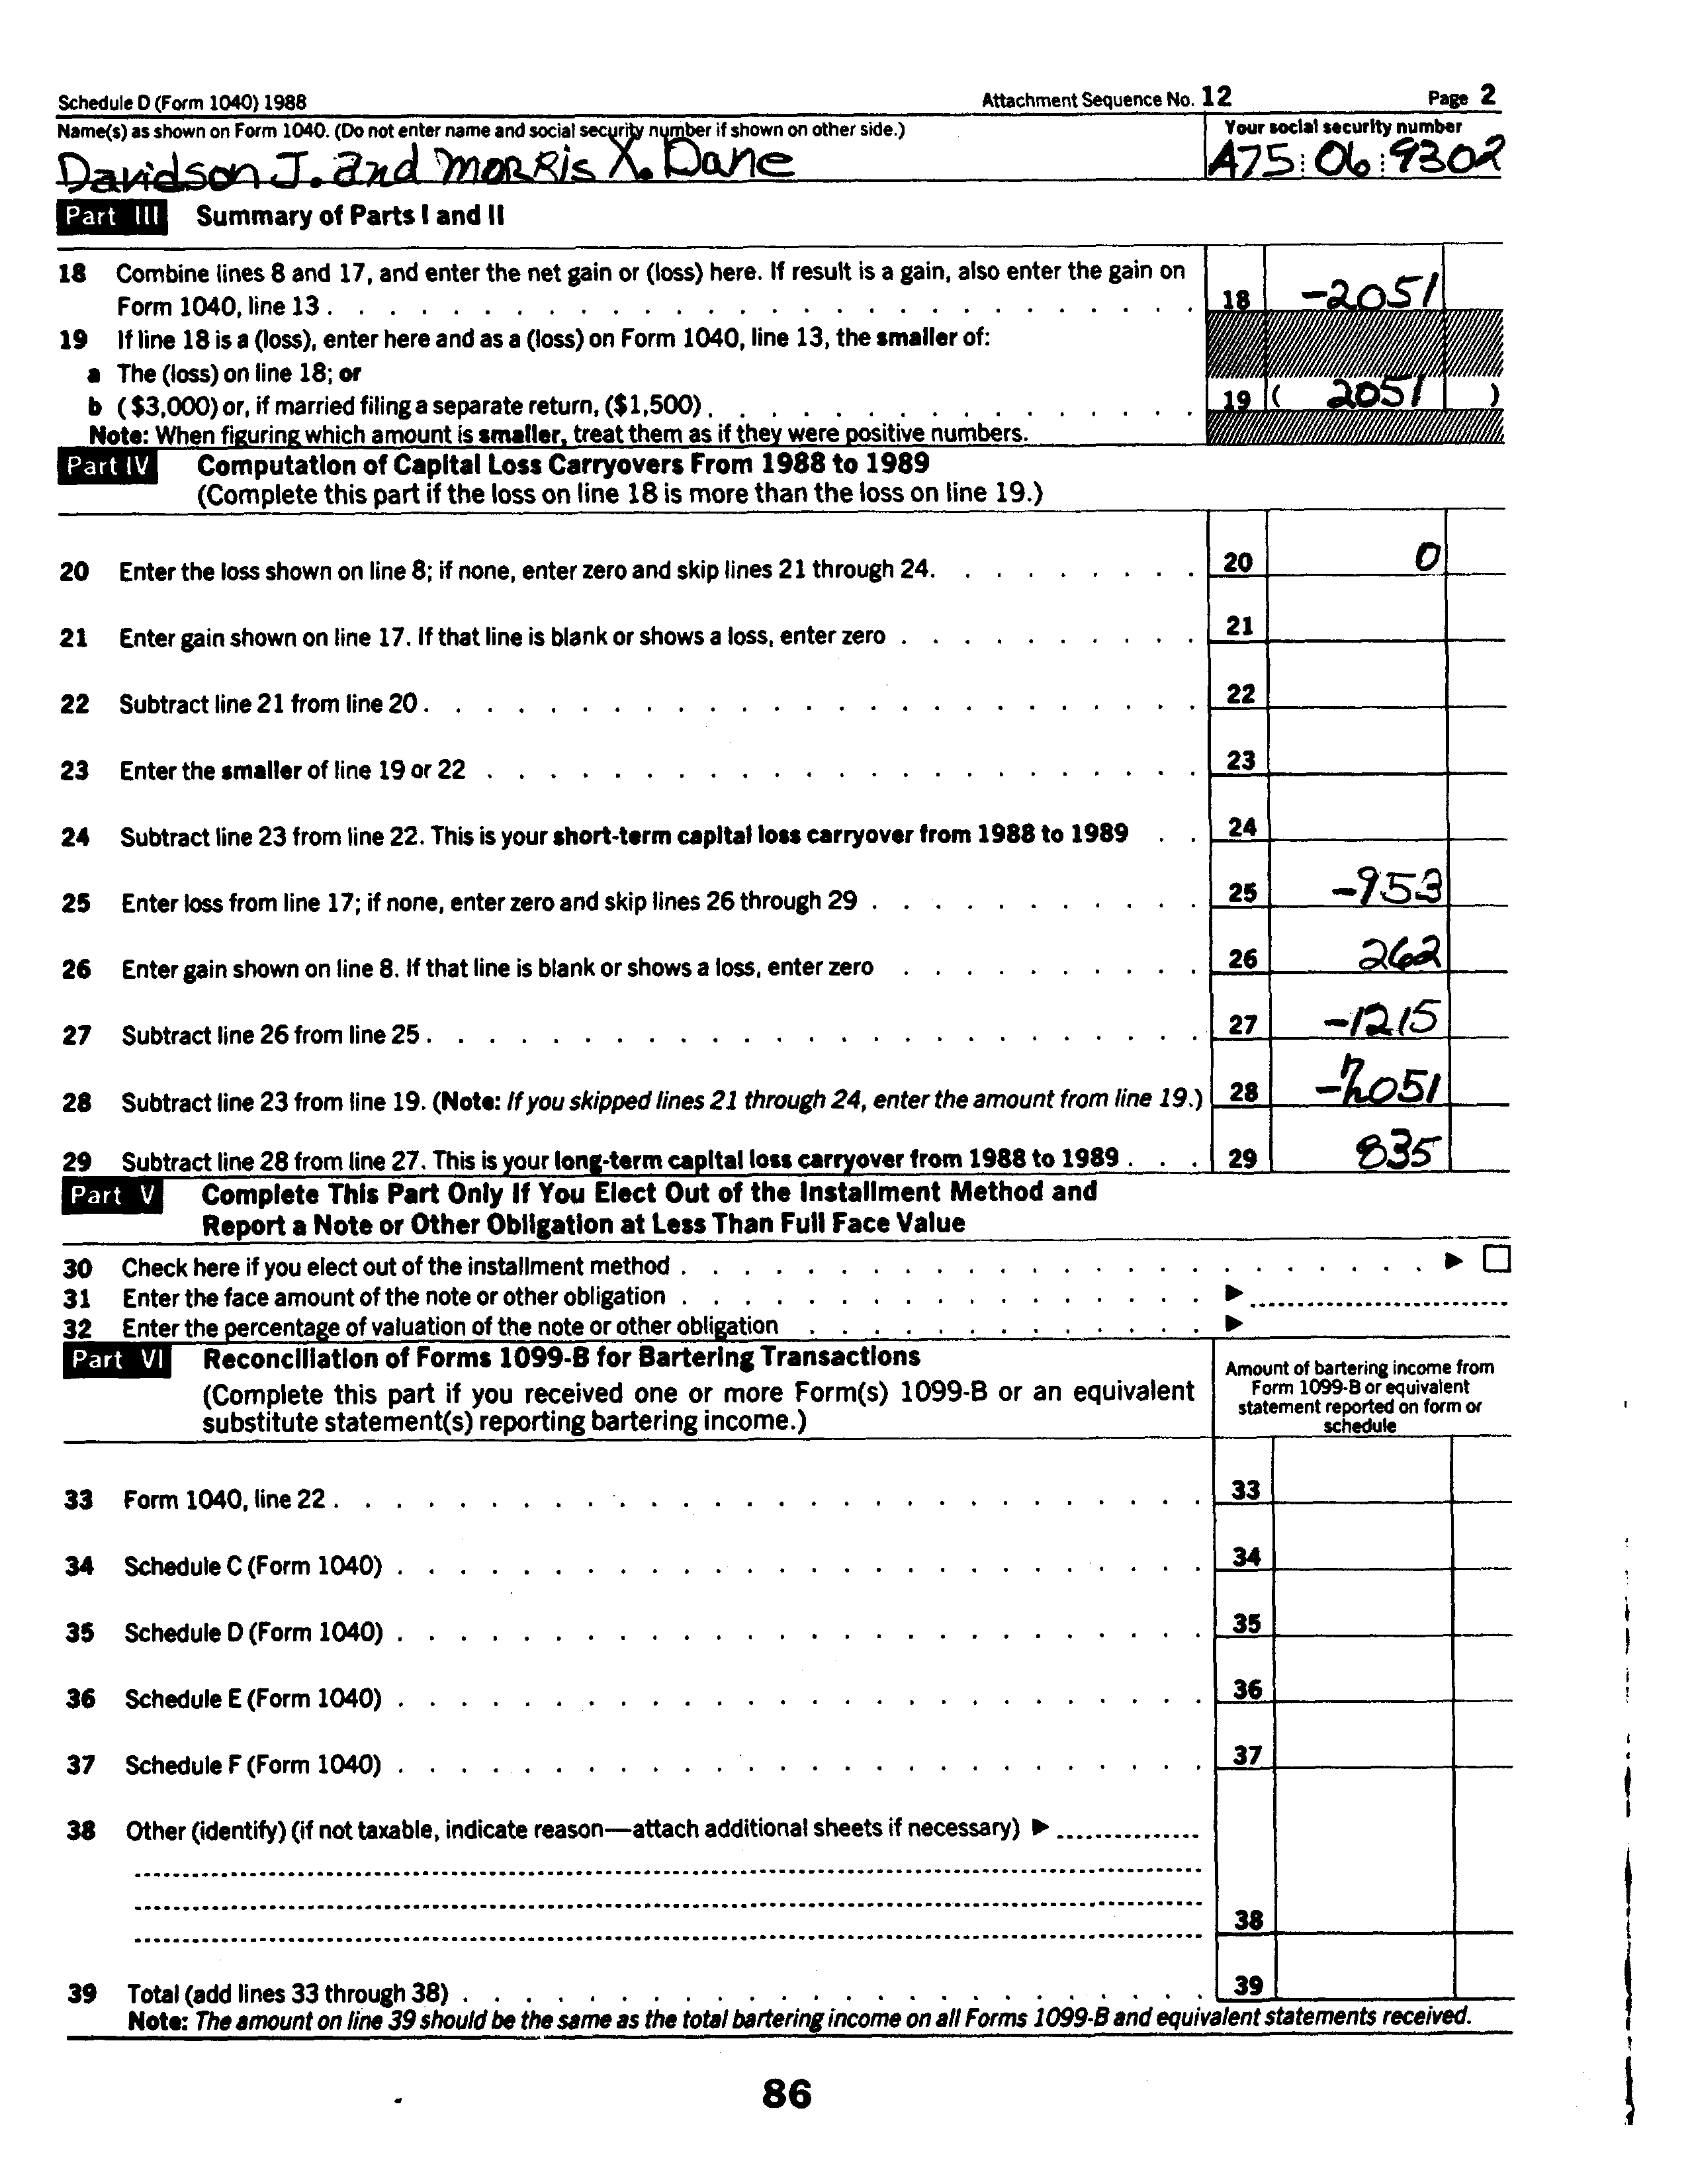 Schedule D (Form 1040) 1988 Attachment Sequence No. 12 Page 2
Name(s) as shown on Form 1040. (Do not enter name and social security number if shown on other side.) Your social security number
Davidson J. and Morris X. Dane A75:06:9302
Part III Summary of Parts I and II
18 Combine lines 8 and 17, and enter the net gain or (loss) here. If result is a gain, also enter the gain on
Form 1040, line 13 . 18 -2051
19 If line 18 is a (loss), enter here and as a (loss) on Form 1040, line 13, the smaller of:
a The (loss) on line 18; or
b ($3,000) or, if married filing a separate return, ($1,500) . 19 ( 2051 )
Note: When figuring which amount is smaller, treat them as if they were positive numbers.
Part IV Computation of Capital Loss Carryovers From 1988 to 1989
(Complete this part if the loss on line 18 is more than the loss on line 19.)
20 Enter the loss shown on line 8; if none, enter zero and skip lines 21 through 24. 20 0
21 Enter gain shown on line 17. If that line is blank or shows a loss, enter zero . 21
22 Subtract line 21 from line 20 . 22
23 Enter the smaller of line 19 or 22 . 23
24 Subtract line 23 from line 22. This is your short-term capital loss carryover from 1988 to 1989 . 24
25 Enter loss from line 17; if none, enter zero and skip lines 26 through 29 . 25 -953
26 Enter gain shown on line 8. If that line is blank or shows a loss, enter zero . 26 262
27 Subtract line 26 from line 25 . 27 -1215
28 Subtract line 23 from line 19. (Note: If you skipped lines 21 through 24, enter the amount from line 19.) 28 -2051
29 Subtract line 28 from line 27. This is your long-term capital loss carryover from 1988 to 1989 . 29 835
Part V Complete This Part Only If You Elect Out of the Installment Method and
Report a Note or Other Obligation at Less Than Full Face Value
30 Check here if you elect out of the installment method . ▶ ☐
31 Enter the face amount of the note or other obligation . ▶
32 Enter the percentage of valuation of the note or other obligation . ▶
Part VI Reconciliation of Forms 1099-B for Bartering Transactions
(Complete this part if you received one or more Form(s) 1099-B or an equivalent
substitute statement(s) reporting bartering income.)
Amount of bartering income from
Form 1099-B or equivalent
statement reported on form or
schedule
33 Form 1040, line 22 . 33
34 Schedule C (Form 1040) . 34
35 Schedule D (Form 1040) . 35
36 Schedule E (Form 1040) . 36
37 Schedule F (Form 1040) . 37
38 Other (identify) (if not taxable, indicate reason—attach additional sheets if necessary) ▶
38
39 Total (add lines 33 through 38) . 39
Note: The amount on line 39 should be the same as the total bartering income on all Forms 1099-B and equivalent statements received.
86